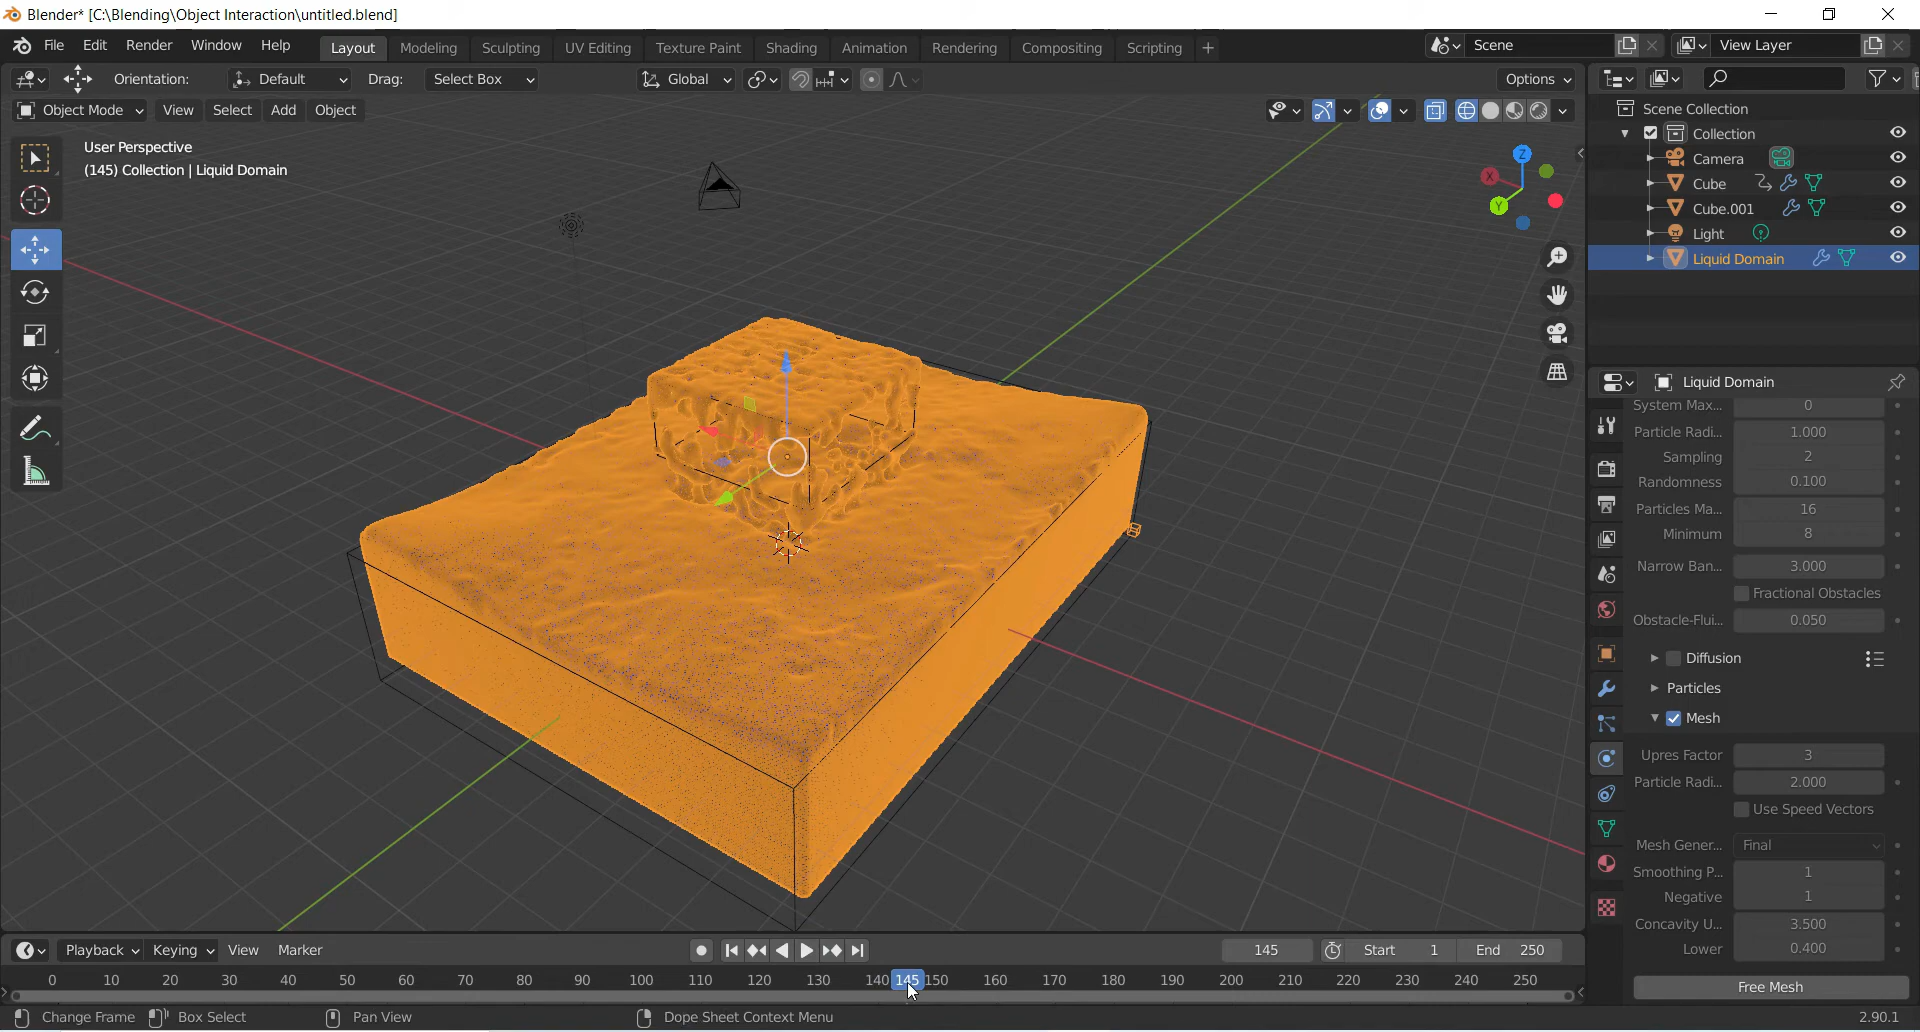 Blender* [C:\Blending\Object Interaction\untitled.blend]
File Edit Render Window Help Layout Modeling Sculpting UV Editing Texture Paint Shading Animation Rendering Compositing Scripting + Scene View Layer
Orientation: Default Drag: Select Box Global Options
Object Mode View Select Add Object
User Perspective
(145) Collection | Liquid Domain
Z
X
Y
Scene Collection
Collection
Camera
Cube
Cube.001
Light
Liquid Domain
Liquid Domain
System Max... 0
Particle Radi... 1.000
Sampling 2
Randomness 0.100
Particles Ma... 16
Minimum 8
Narrow Ban... 3.000
Fractional Obstacles
Obstacle-Flui... 0.050
Diffusion
Particles
Mesh
Upres Factor 3
Particle Radi... 2.000
Use Speed Vectors
Mesh Gener... Final
Smoothing P... 1
Negative 1
Concavity U... 3.500
Lower 0.400
Free Mesh
Playback Keying View Marker 145 Start 1 End 250
0 10 20 30 40 50 60 70 80 90 100 110 120 130 140 145 150 160 170 180 190 200 210 220 230 240 250
Change Frame Box Select Pan View Dope Sheet Context Menu 2.90.1